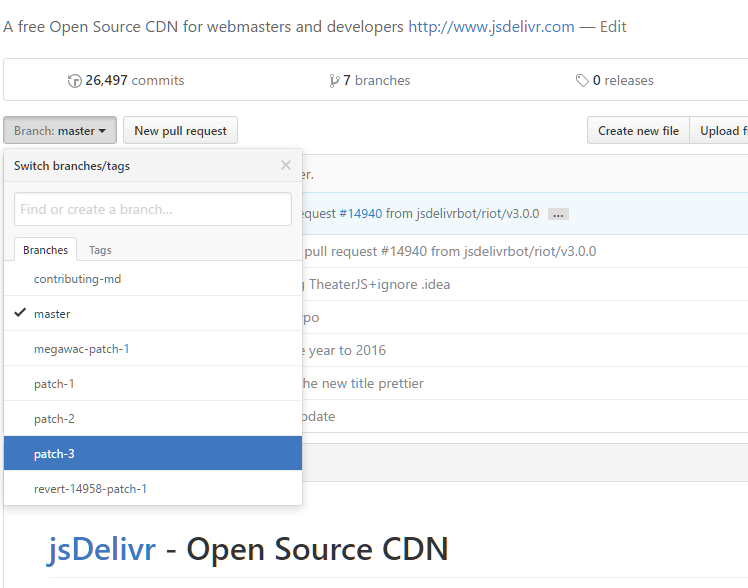 A free Open Source CDN for webmasters and developers http://www.jsdelivr.com — Edit
26,497 commits 7 branches 0 releases
Branch: master New pull request Create new file Upload
Switch branches/tags
Find or create a branch...
Branches Tags
contributing-md
master
megawac-patch-1
patch-1
patch-2
patch-3
revert-14958-patch-1
er.
equest #14940 from jsdelivrbot/riot/v3.0.0 ...
pull request #14940 from jsdelivrbot/riot/v3.0.0
TheaterJS+ignore .idea
year to 2016
he new title prettier
jsDelivr - Open Source CDN